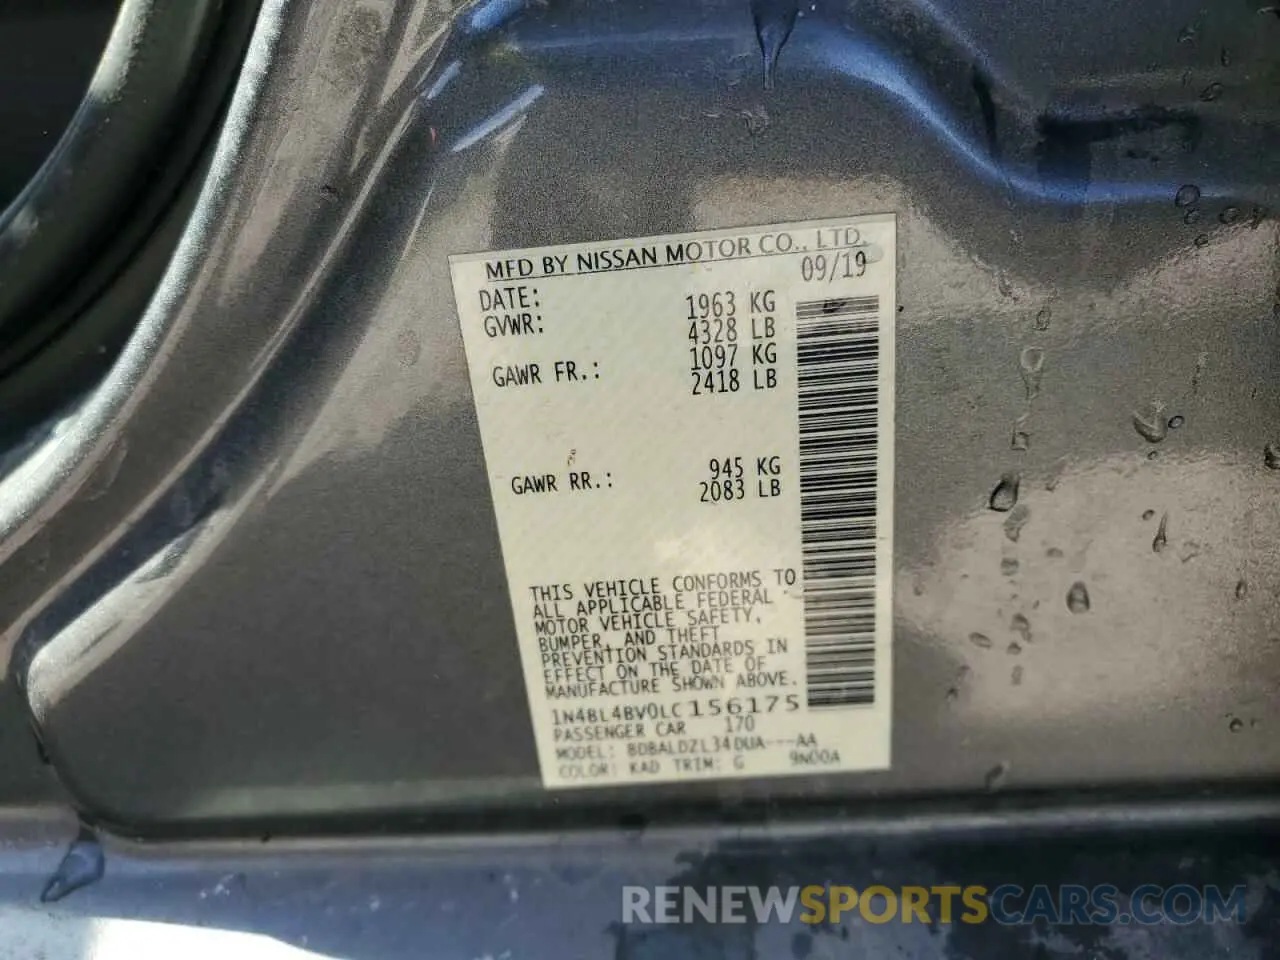 MFD BY NISSAN MOTOR CO., LTD.
DATE: 09/19
GVWR: 1963 KG
4328 LB
GAWR FR.: 1097 KG
2418 LB
GAWR RR.: 945 KG
2083 LB
THIS VEHICLE CONFORMS TO
ALL APPLICABLE FEDERAL
MOTOR VEHICLE SAFETY,
BUMPER, AND THEFT
PREVENTION STANDARDS IN
EFFECT ON THE DATE OF
MANUFACTURE SHOWN ABOVE.
1N4BL4BV0LC156175
PASSENGER CAR 170
MODEL: BDBALDZL34DUA---AA
COLOR: KAD TRIM: G 9N00A
RENEWSPORTSCARS.COM